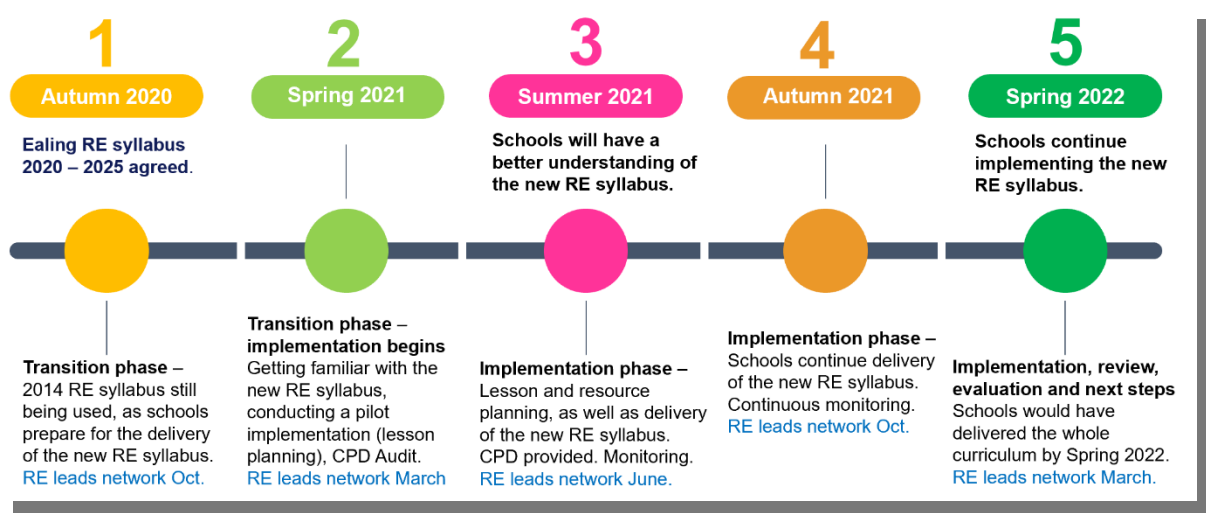 1
Autumn 2020
Ealing RE syllabus
2020 – 2025 agreed.
Transition phase –
2014 RE syllabus still
being used, as schools
prepare for the delivery
of the new RE syllabus.
RE leads network Oct.
2
Spring 2021
Transition phase –
implementation begins
Getting familiar with the
new RE syllabus,
conducting a pilot
implementation (lesson
planning), CPD Audit.
RE leads network March
3
Summer 2021
Schools will have a
better understanding of
the new RE syllabus.
Implementation phase –
Lesson and resource
planning, as well as delivery
of the new RE syllabus.
CPD provided. Monitoring.
RE leads network June.
4
Autumn 2021
Implementation phase –
Schools continue delivery
of the new RE syllabus.
Continuous monitoring.
RE leads network Oct.
5
Spring 2022
Schools continue
implementing the new
RE syllabus.
Implementation, review,
evaluation and next steps
Schools would have
delivered the whole
curriculum by Spring 2022.
RE leads network March.